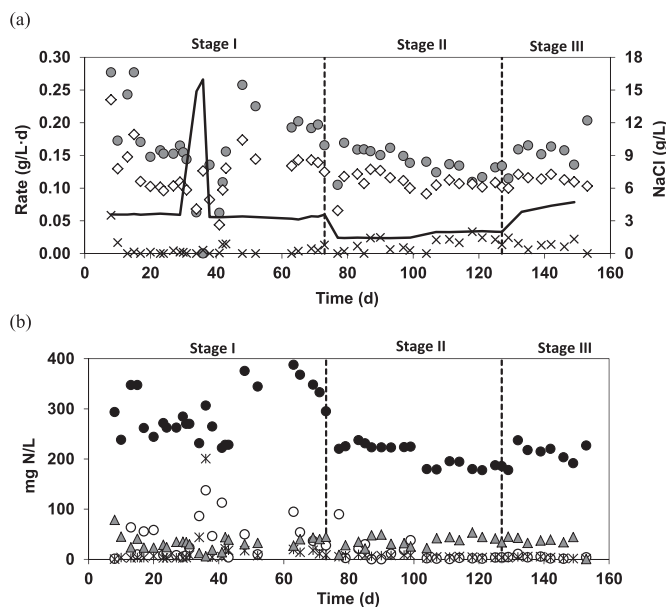 (a)
Stage I Stage II Stage III
0.30 18
0.25 15
0.20 12
0.15 9
0.10 6
0.05 3
0.00 0
Rate (g/L·d)
NaCl (g/L)
0 20 40 60 80 100 120 140 160
Time (d)
(b)
Stage I Stage II Stage III
400
300
200
100
0
mg N/L
0 20 40 60 80 100 120 140 160
Time (d)